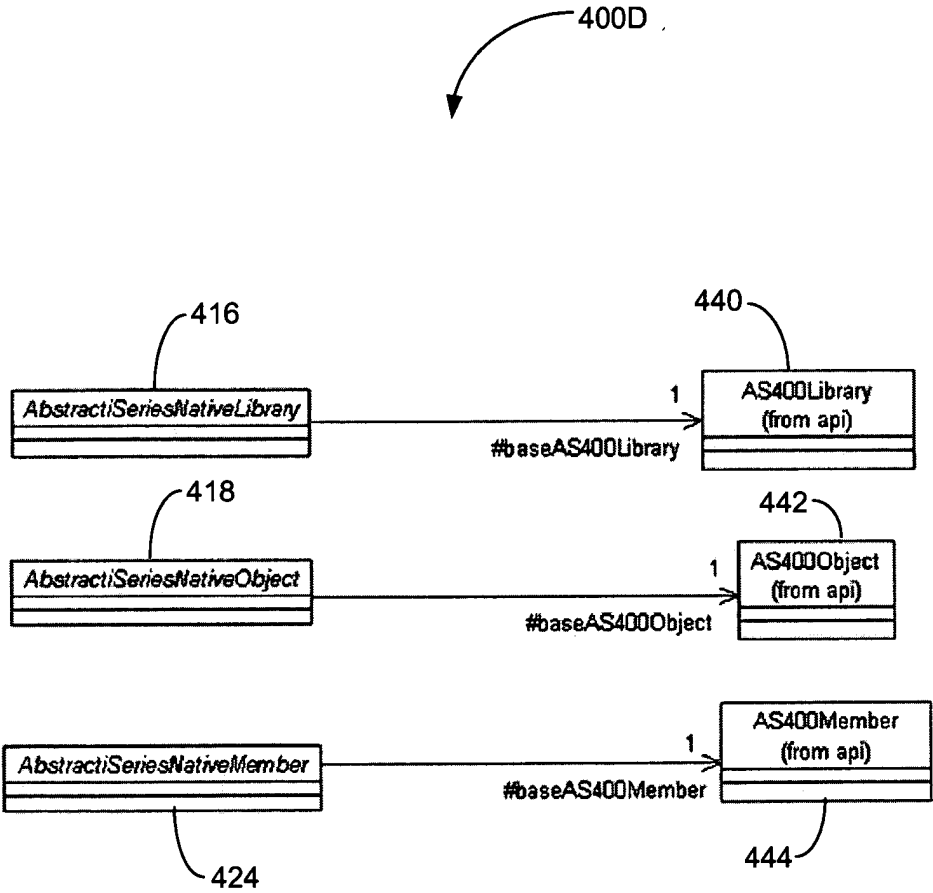 400D
416
440
AbstractiSeriesNativeLibrary
1
AS400Library
(from api)
#baseAS400Library
418
442
AbstractiSeriesNativeObject
1
AS400Object
(from api)
#baseAS400Object
AbstractiSeriesNativeMember
1
AS400Member
(from api)
#baseAS400Member
424
444